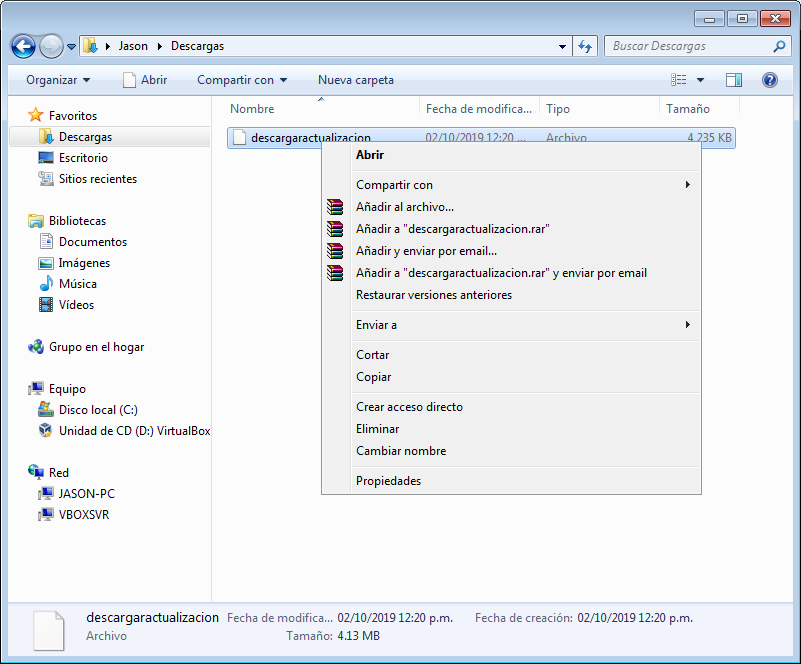 Jason Descargas
Buscar Descargas
Organizar Abrir Compartir con Nueva carpeta
Nombre Fecha de modifica... Tipo Tamaño
Favoritos
Descargas
Escritorio
Sitios recientes
Bibliotecas
Documentos
Imágenes
Música
Vídeos
Grupo en el hogar
Equipo
Disco local (C:)
Unidad de CD (D:) VirtualBox
Red
JASON-PC
VBOXSVR
descargaractualizacion 02/10/2019 12:20 ... Archivo 4.235 KB
Abrir
Compartir con
Añadir al archivo...
Añadir a "descargaractualizacion.rar"
Añadir y enviar por email...
Añadir a "descargaractualizacion.rar" y enviar por email
Restaurar versiones anteriores
Enviar a
Cortar
Copiar
Crear acceso directo
Eliminar
Cambiar nombre
Propiedades
descargaractualizacion Fecha de modifica... 02/10/2019 12:20 p.m. Fecha de creación: 02/10/2019 12:20 p.m.
Archivo Tamaño: 4.13 MB